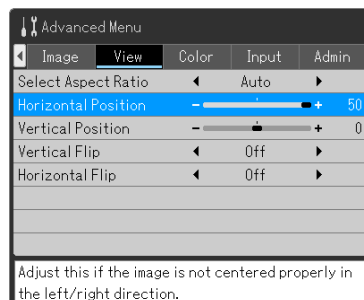 Advanced Menu
Image View Color Input Admin
Select Aspect Ratio Auto
Horizontal Position - + 50
Vertical Position - + 0
Vertical Flip Off
Horizontal Flip Off
Adjust this if the image is not centered properly in
the left/right direction.